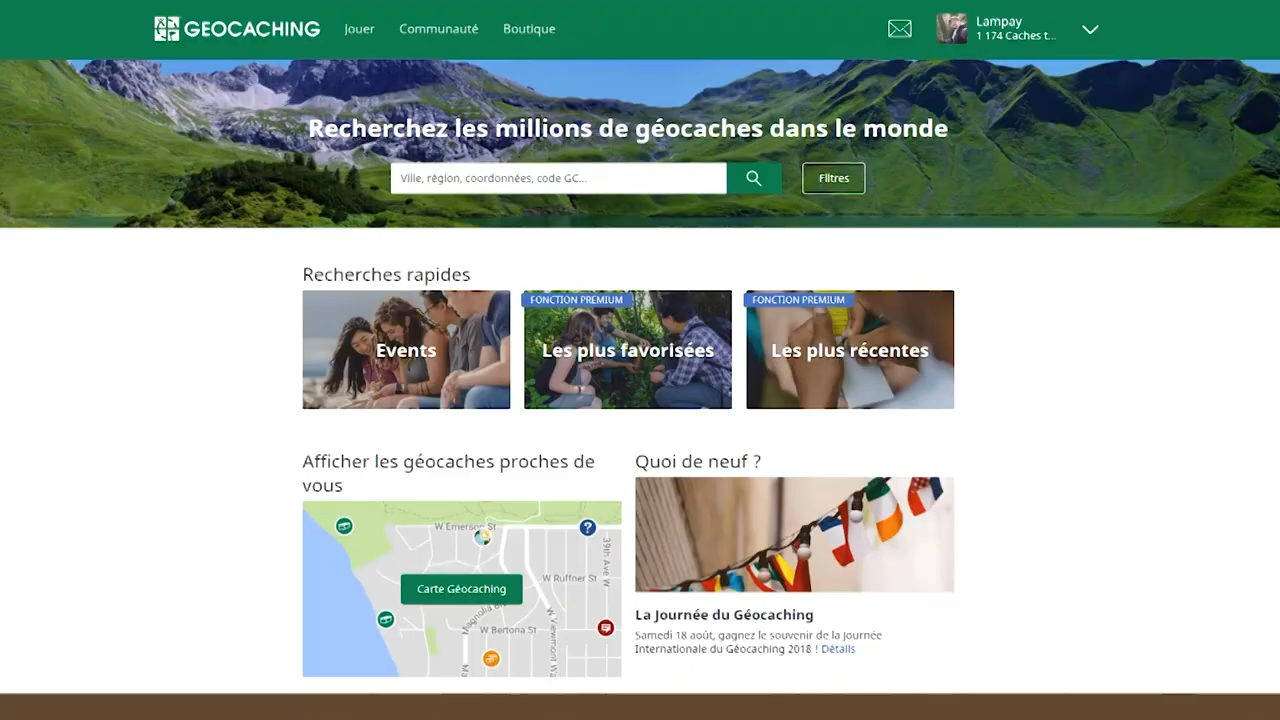 GEOCACHING
Jouer
Communauté
Boutique
Lampay
1 174 Caches t...
Recherchez les millions de géocaches dans le monde
Ville, région, coordonnées, code GC...
Filtres
Recherches rapides
Events
FONCTION PREMIUM
Les plus favorisées
FONCTION PREMIUM
Les plus récentes
Afficher les géocaches proches de
vous
W Emerson St
?
39th Ave W
W Ruffner St
Carte Géocaching
W Bertona St
Quoi de neuf ?
La Journée du Géocaching
Samedi 18 août, gagnez le souvenir de la Journée
Internationale du Géocaching 2018 ! Détails